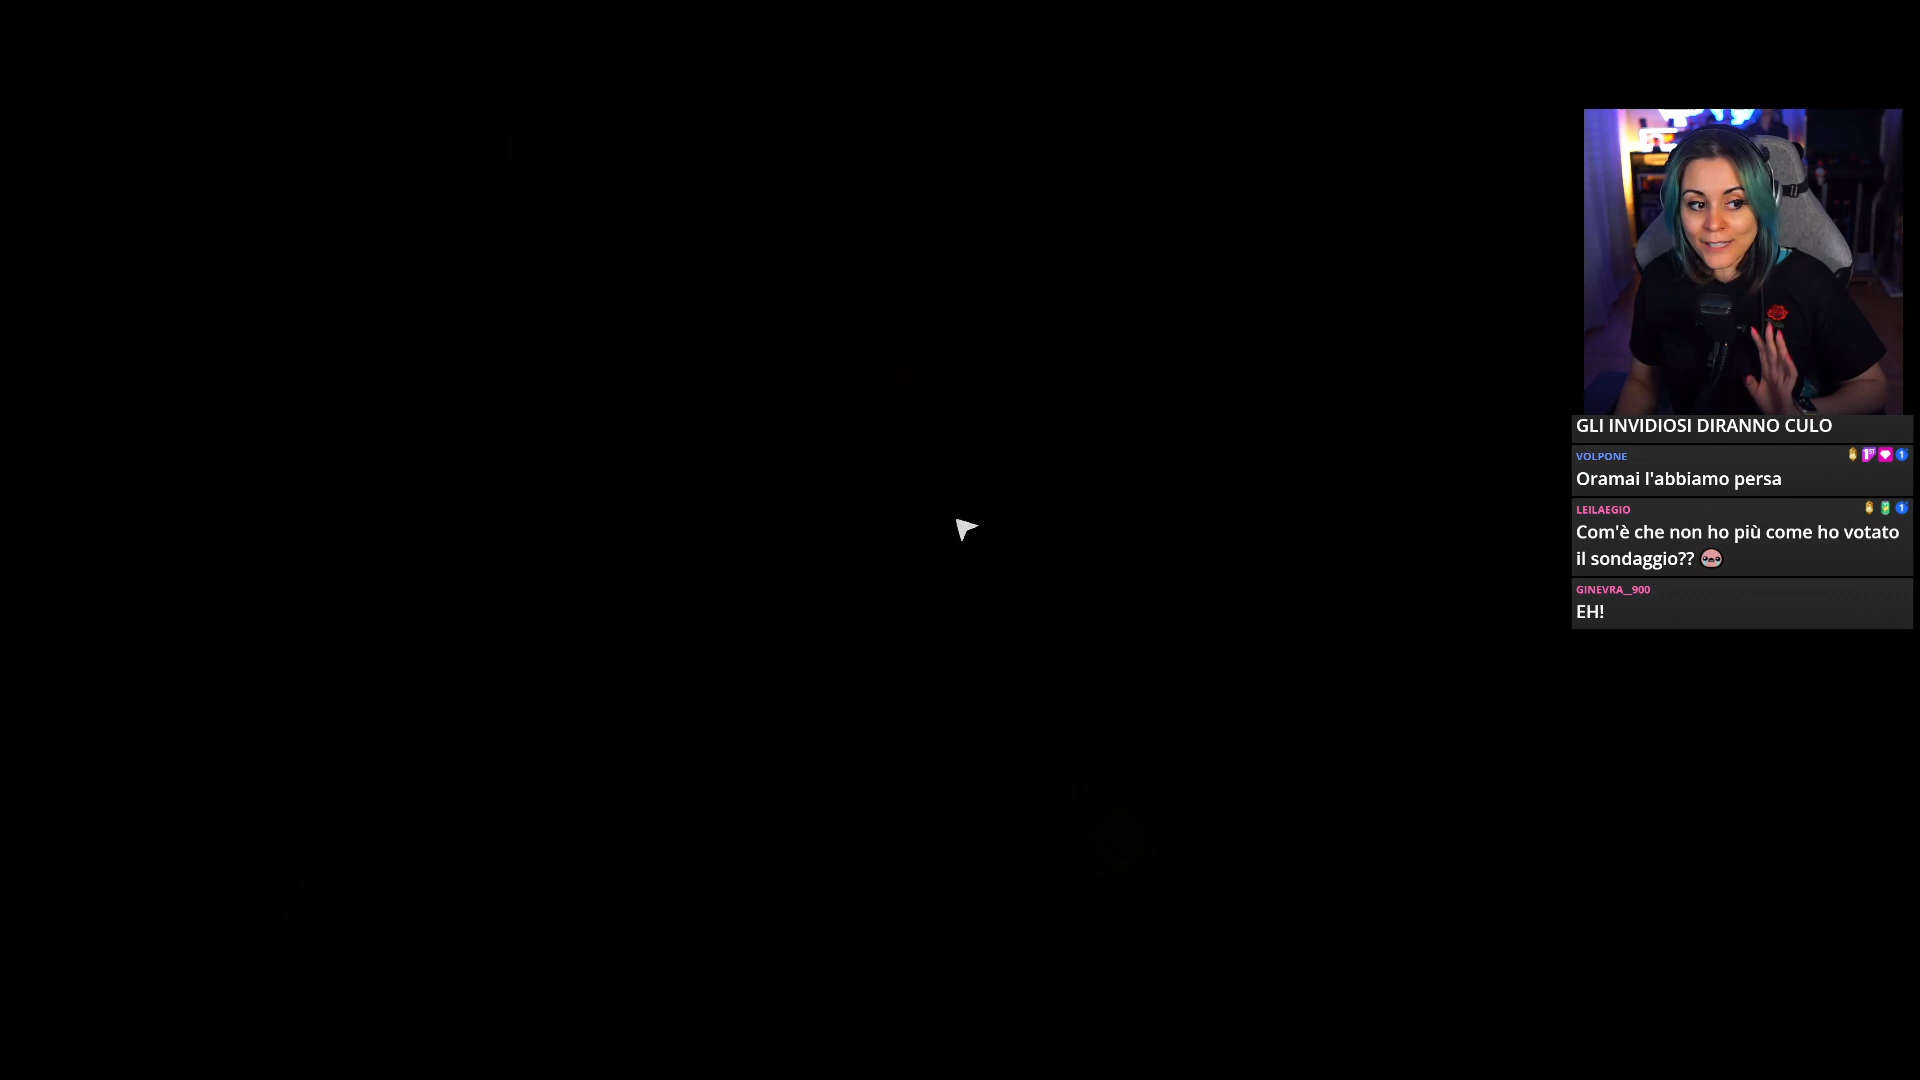 GLI INVIDIOSI DIRANNO CULO
VOLPONE
Oramai l'abbiamo persa
LEILAEGIO
Com'è che non ho più come ho votato
il sondaggio??
GINEVRA__900
EH!